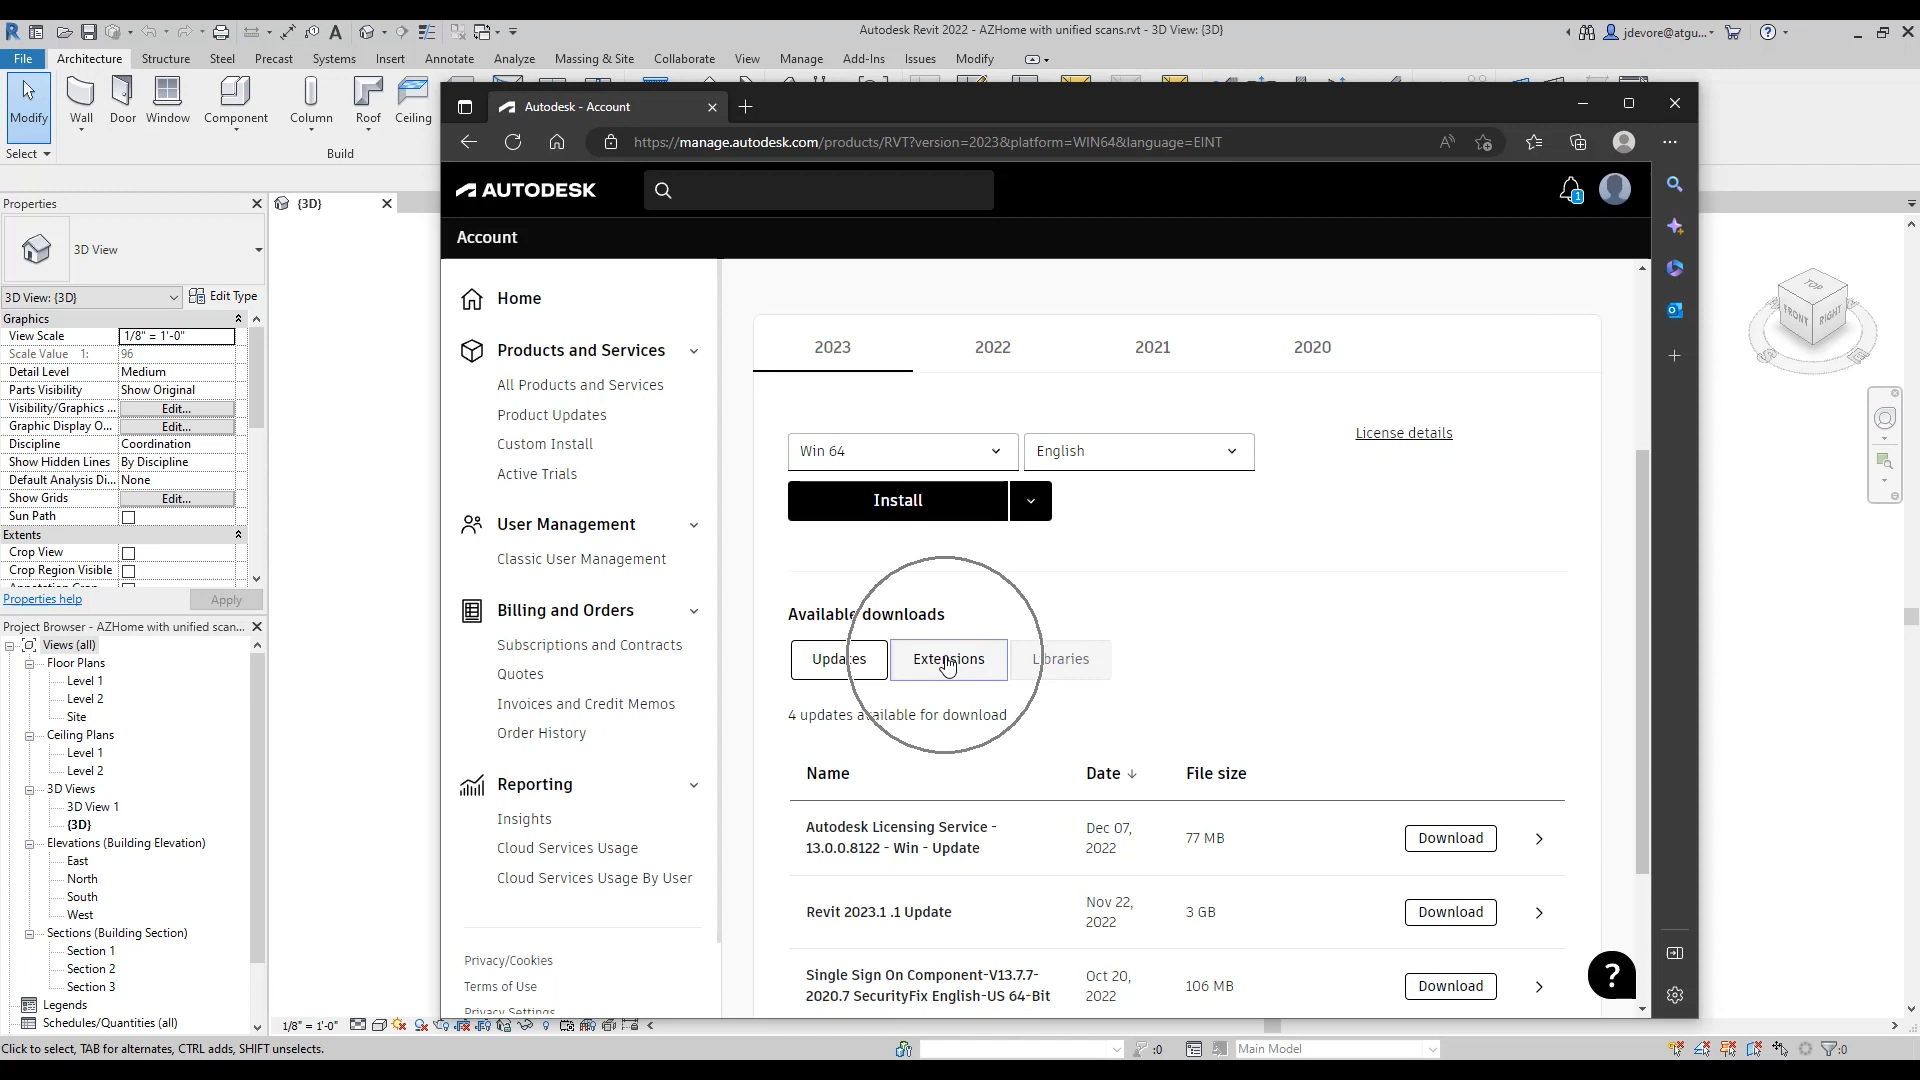 Autodesk Revit 2022 - AZHome with unified scans.rvt - 3D View: {3D}
jdevore@atgu...
File Architecture Structure Steel Precast Systems Insert Annotate Analyze Massing & Site Collaborate View Manage Add-Ins Issues Modify
Modify Wall Door Window Component Column Roof Ceiling
Select Build
Properties
{3D}
3D View
3D View: {3D} Edit Type
Graphics
View Scale 1/8" = 1'-0"
Scale Value 1: 96
Detail Level Medium
Parts Visibility Show Original
Visibility/Graphics ... Edit...
Graphic Display O... Edit...
Discipline Coordination
Show Hidden Lines By Discipline
Default Analysis Di... None
Show Grids Edit...
Sun Path
Extents
Crop View
Crop Region Visible
Properties help Apply
Project Browser - AZHome with unified scan...
Views (all)
Floor Plans
Level 1
Level 2
Site
Ceiling Plans
Level 1
Level 2
3D Views
3D View 1
{3D}
Elevations (Building Elevation)
East
North
South
West
Sections (Building Section)
Section 1
Section 2
Section 3
Legends
Schedules/Quantities (all)
Autodesk - Account
https://manage.autodesk.com/products/RVT?version=2023&platform=WIN64&language=EINT
AUTODESK
1
Account
Home
Products and Services
All Products and Services
Product Updates
Custom Install
Active Trials
User Management
Classic User Management
Billing and Orders
Subscriptions and Contracts
Quotes
Invoices and Credit Memos
Order History
Reporting
Insights
Cloud Services Usage
Cloud Services Usage By User
Privacy/Cookies
Terms of Use
Privacy Settings
2023 2022 2021 2020
Win 64 English
License details
Install
Available downloads
Updates Extensions Libraries
4 updates available for download
Name Date File size
Autodesk Licensing Service -
13.0.0.8122 - Win - Update
Dec 07,
2022
77 MB
Download
Revit 2023.1 .1 Update
Nov 22,
2022
3 GB
Download
Single Sign On Component-V13.7.7-
2020.7 SecurityFix English-US 64-Bit
Oct 20,
2022
106 MB
Download
?
TOP
FRONT RIGHT
S E
1/8" = 1'-0"
Click to select, TAB for alternates, CTRL adds, SHIFT unselects.
:0 Main Model :0